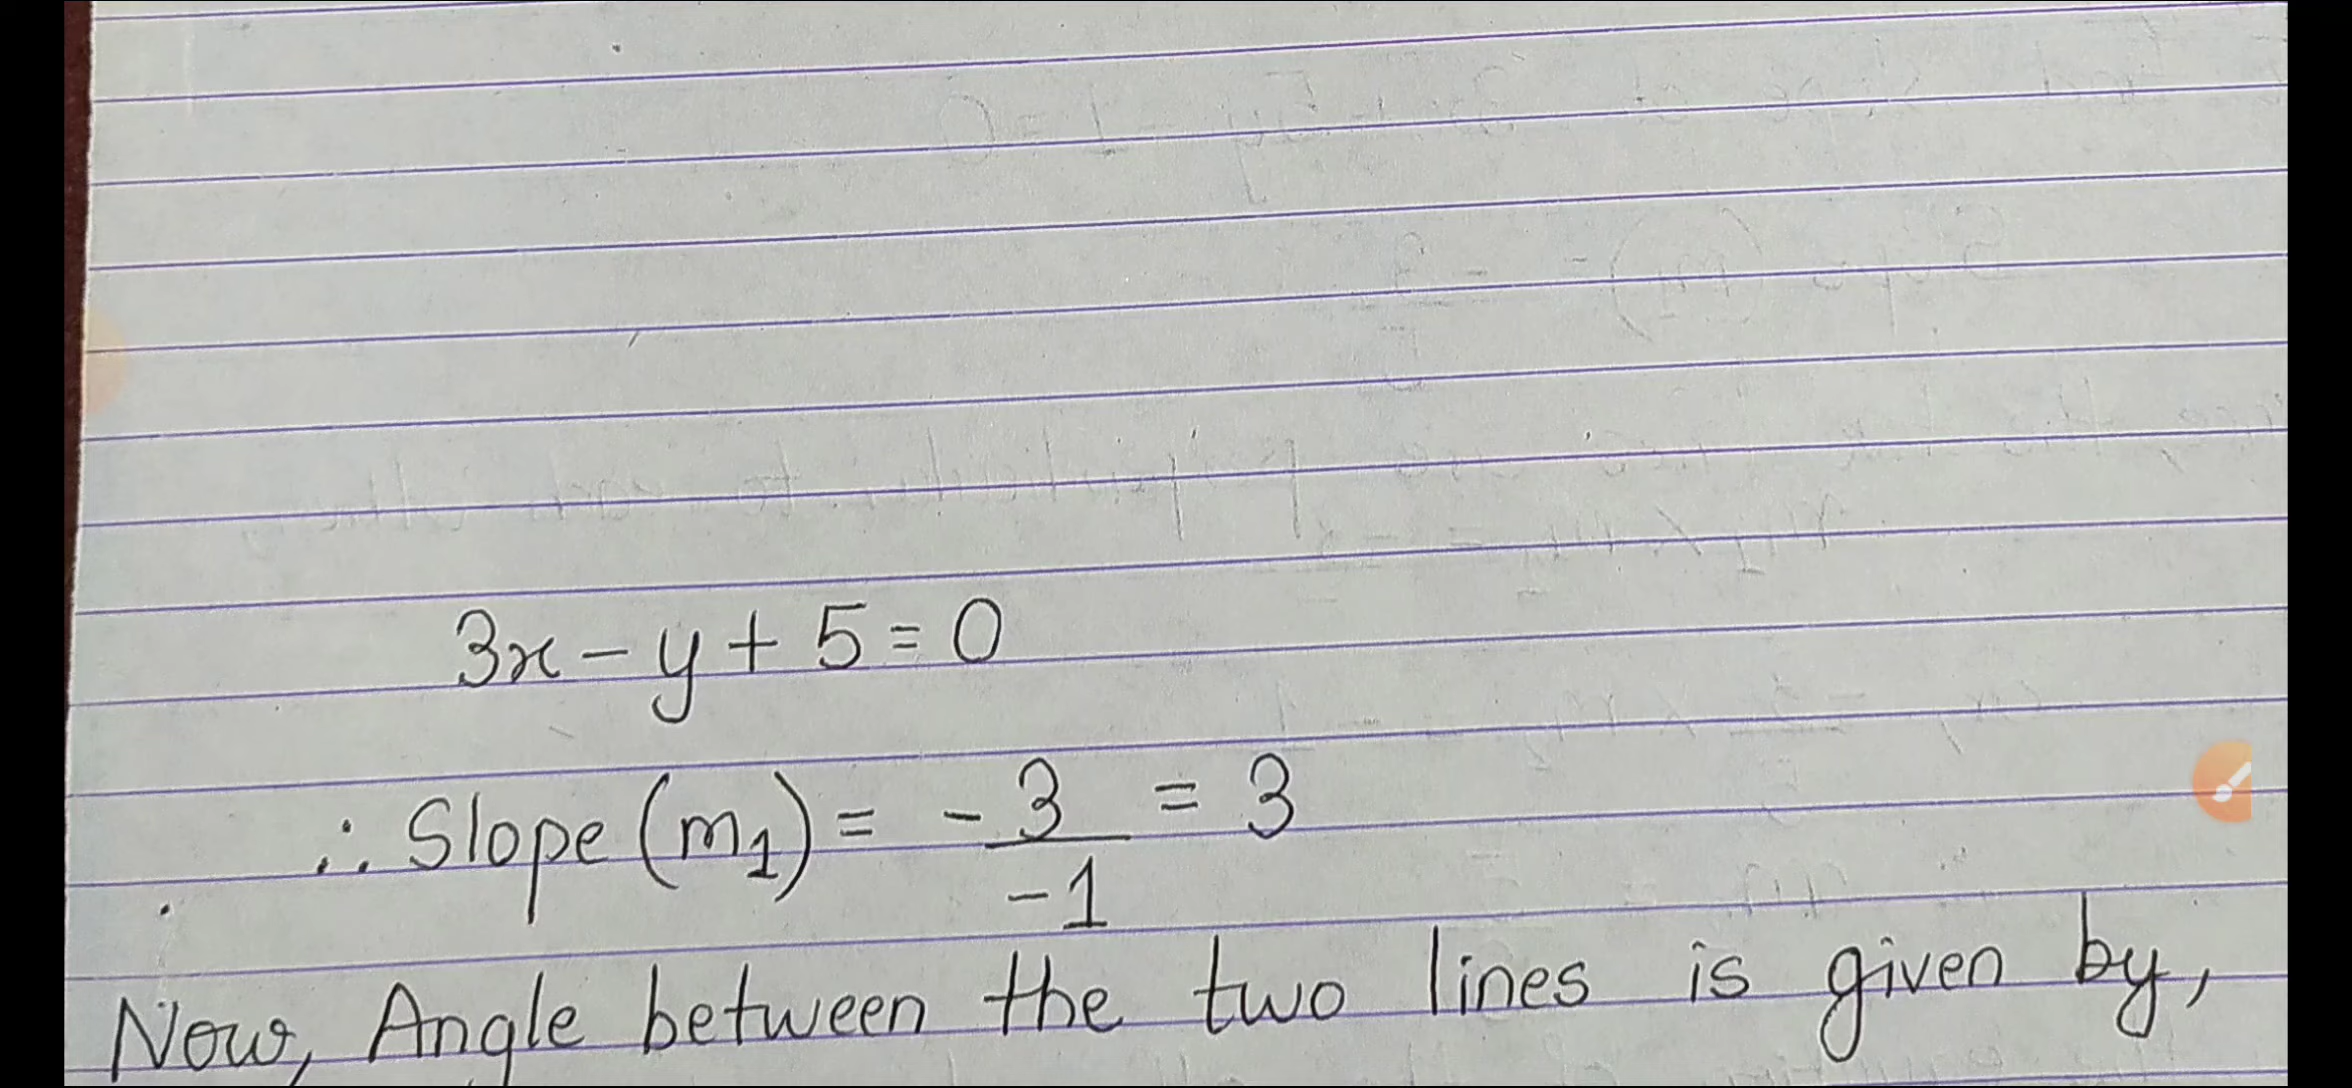 3x - y + 5 = 0
∴ Slope (m₁) = - 3/-1 = 3
Now, Angle between the two lines is given by,